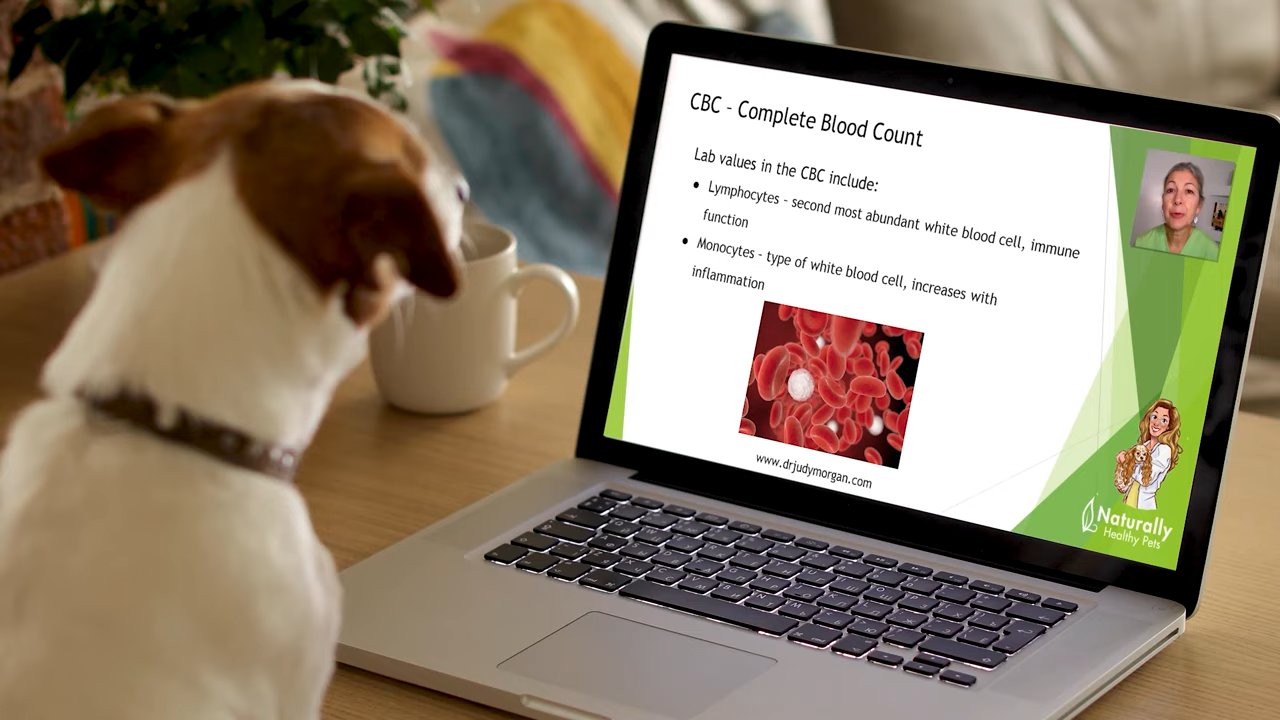 CBC - Complete Blood Count
Lab values in the CBC include:
• Lymphocytes - second most abundant white blood cell, immune
function
• Monocytes - type of white blood cell, increases with
inflammation
www.drjudymorgan.com
Naturally
Healthy Pets